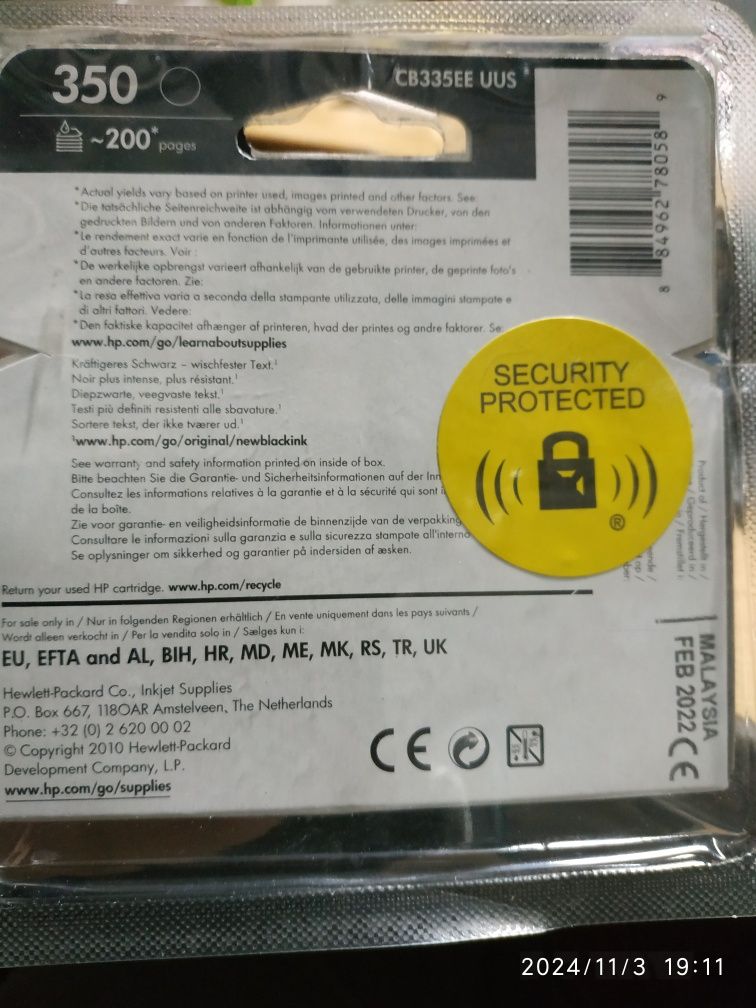 350
CB335EE UUS
~200* pages
8 84962 78058 9
*Actual yields vary based on printer used, images printed and other factors. See:
*Die tatsächliche Seitenreichweite ist abhängig vom verwendeten Drucker, von den
gedruckten Bildern und von anderen Faktoren. Informationen unter:
*Le rendement exact varie en fonction de l'imprimante utilisée, des images imprimées et
d'autres facteurs. Voir :
*De werkelijke opbrengst varieert afhankelijk van de gebruikte printer, de geprinte foto's
en andere factoren. Zie:
*La resa effettiva varia a seconda della stampante utilizzata, delle immagini stampate e
di altri fattori. Vedere:
*Den faktiske kapacitet afhænger af printeren, hvad der printes og andre faktorer. Se
www.hp.com/go/learnaboutsupplies
Kräftigeres Schwarz – wischfester Text.¹
Noir plus intense, plus résistant.¹
Diepzwarte, veegvaste tekst.¹
Testi più definiti resistenti alle sbavature.¹
Sortere tekst, der ikke tværer ud.¹
¹www.hp.com/go/original/newblackink
SECURITY
PROTECTED
®
See warranty and safety information printed on inside of box.
Bitte beachten Sie die Garantie- und Sicherheitsinformationen auf der Inn
Consultez les informations relatives à la garantie et à la sécurité qui sont
de la boîte.
Zie voor garantie- en veiligheidsinformatie de binnenzijde van de verpakking
Consultare le informazioni sulla garanzia e sulla sicurezza stampate all'interno
Se oplysninger om sikkerhed og garantier på indersiden af æsken.
Product of / Hergestellt in /
/ Geproduceerd in /
in / Fremstillet i:
Return your used HP cartridge. www.hp.com/recycle
For sale only in / Nur in folgenden Regionen erhältlich / En vente uniquement dans les pays suivants /
Wordt alleen verkocht in / Per la vendita solo in / Sælges kun i:
EU, EFTA and AL, BIH, HR, MD, ME, MK, RS, TR, UK
MALAYSIA
FEB 2022 CE
Hewlett-Packard Co., Inkjet Supplies
P.O. Box 667, 118OAR Amstelveen, The Netherlands
Phone: +32 (0) 2 620 00 02
© Copyright 2010 Hewlett-Packard
Development Company, L.P.
www.hp.com/go/supplies
CE
2024/11/3 19:11